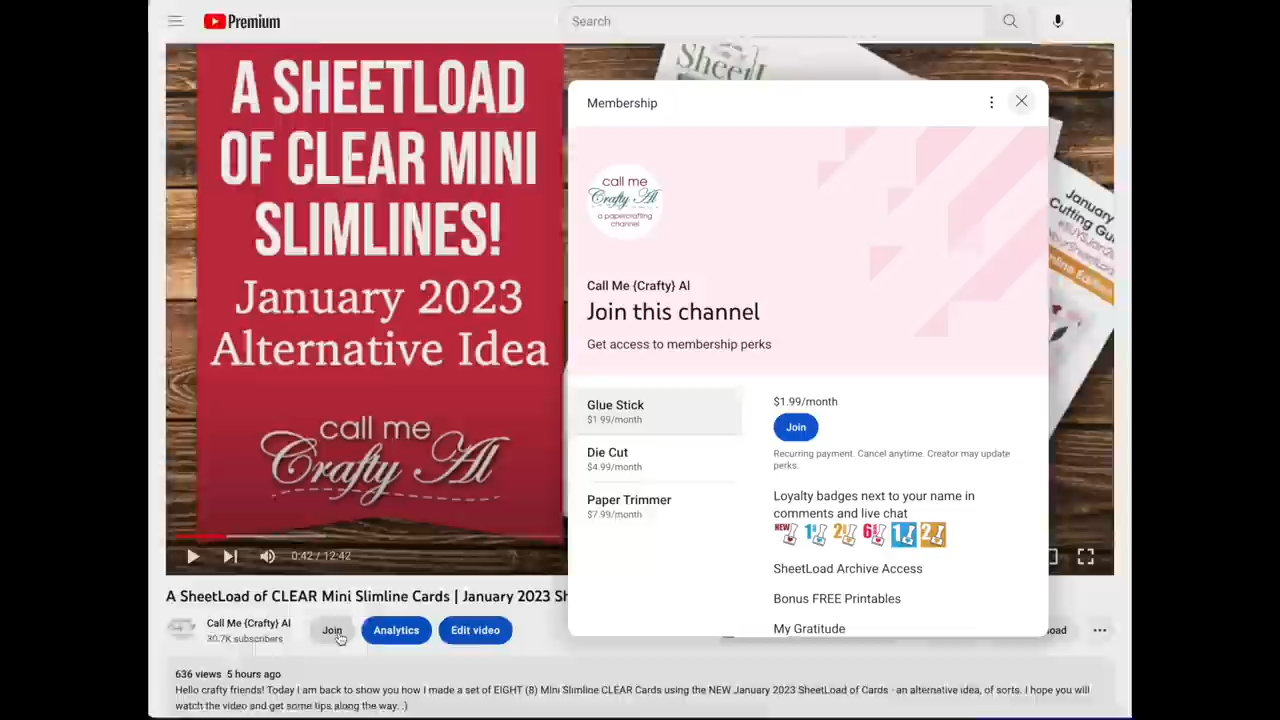 Premium
Search
A SHEETLOAD
OF CLEAR MINI
SLIMLINES!
January 2023
Alternative Idea
call me
Crafty Al
0:42 / 12:42
Membership
call me
Crafty Al
a papercrafting
channel
Call Me {Crafty} Al
Join this channel
Get access to membership perks
Glue Stick
$1.99/month
Die Cut
$4.99/month
Paper Trimmer
$7.99/month
$1.99/month
Join
Recurring payment. Cancel anytime. Creator may update
perks.
Loyalty badges next to your name in
comments and live chat
NEW
SheetLoad Archive Access
Bonus FREE Printables
My Gratitude
January
Cutting Gu
A SheetLoad of CLEAR Mini Slimline Cards | January 2023 Sh
Call Me {Crafty} Al
30.7K subscribers
Join
Analytics
Edit video
oad
636 views 5 hours ago
Hello crafty friends! Today I am back to show you how I made a set of EIGHT (8) Mini Slimline CLEAR Cards using the NEW January 2023 SheetLoad of Cards - an alternative idea, of sorts. I hope you will
watch the video and get some tips along the way. :)